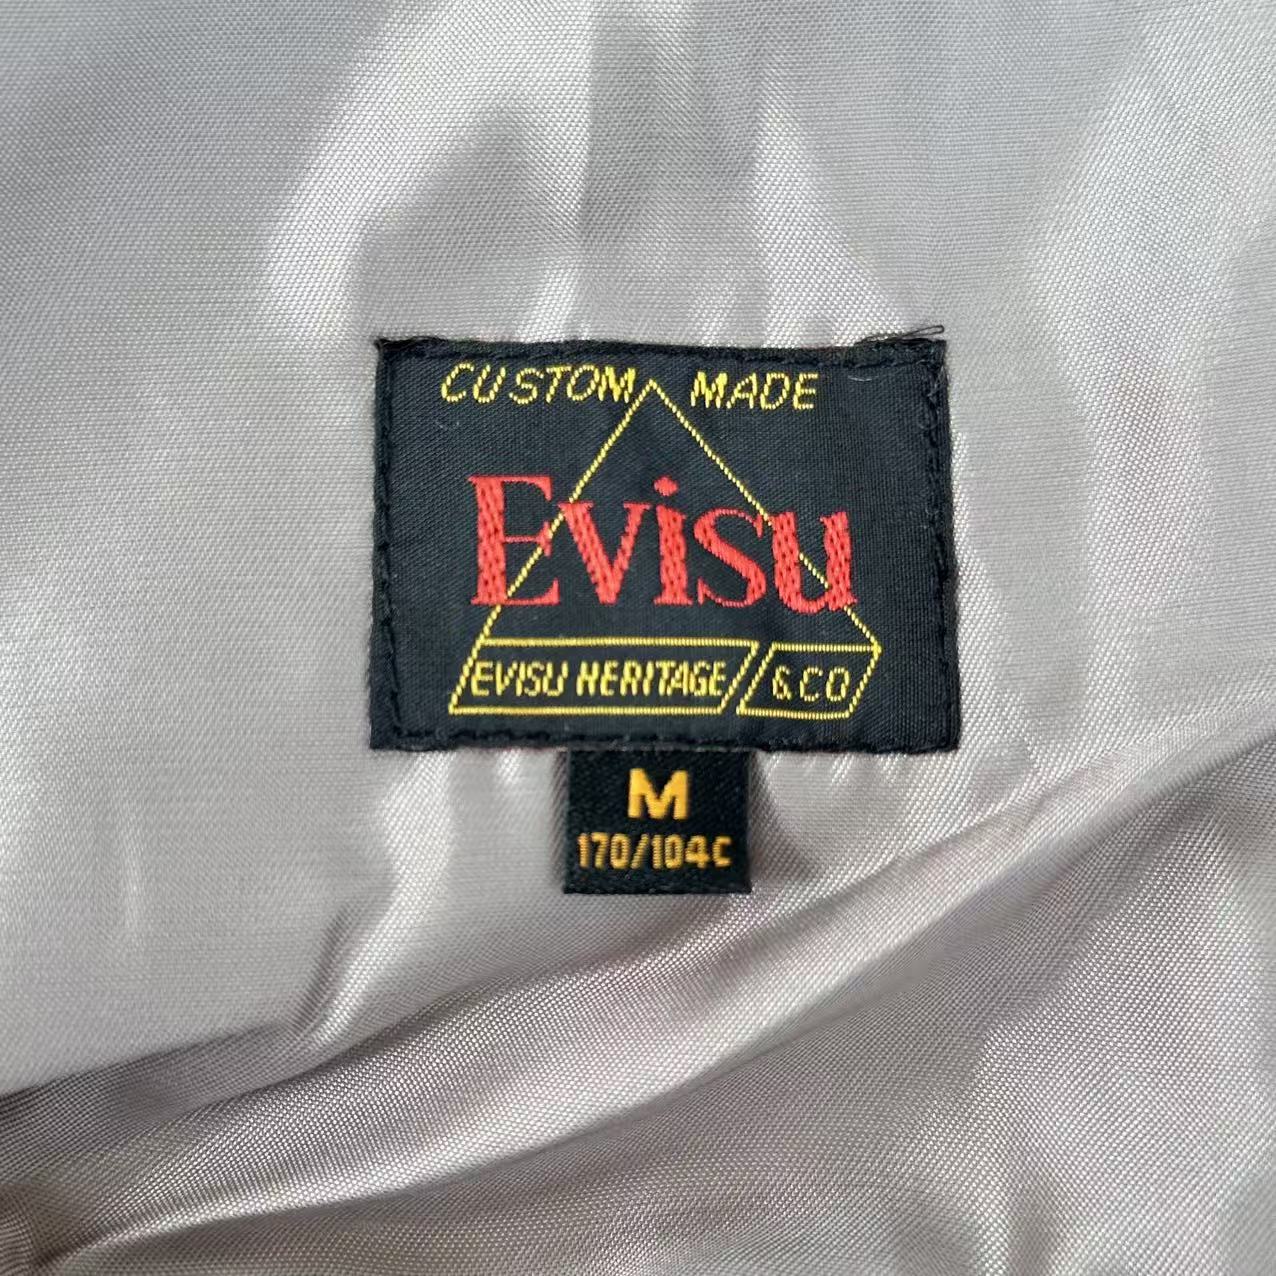 CUSTOM MADE
Evisu
EVISU HERITAGE & CO
M
170/104C